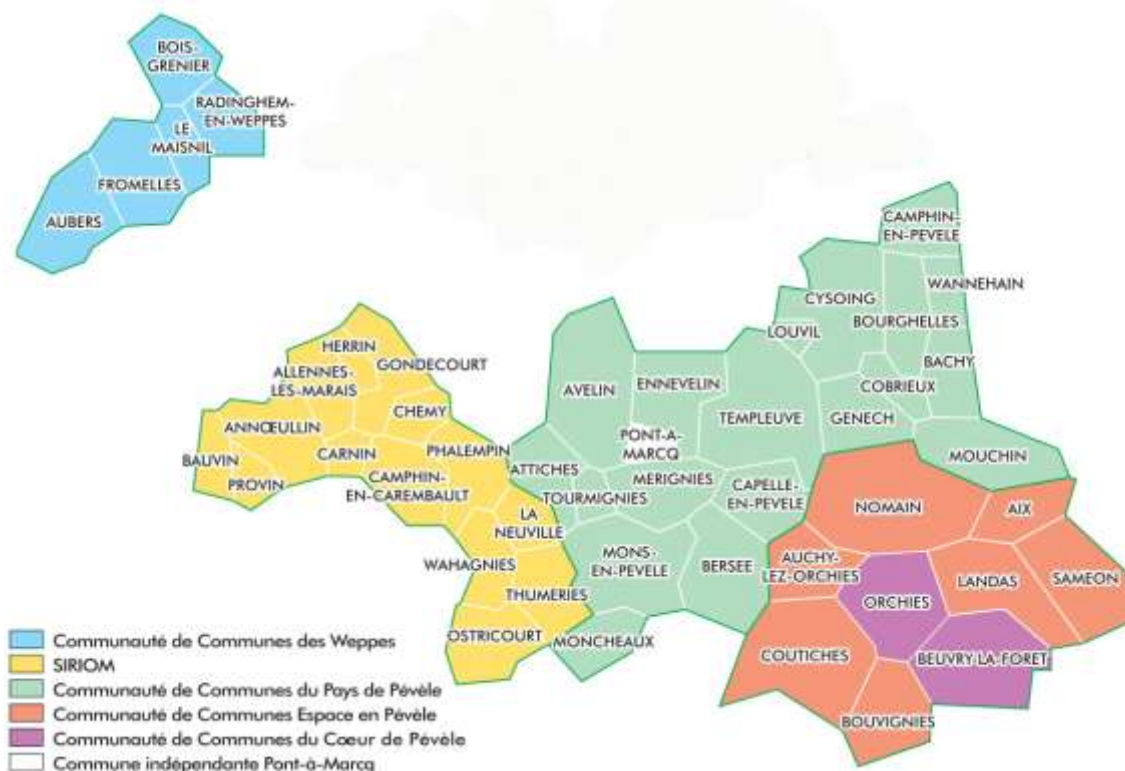 BOIS-
GRENIER
RADINGHEM-
EN-WEPPES
LE
MAISNIL
FROMELLES
AUBERS
CAMPHIN-
EN-PEVELE
WANNEHAIN
CYSOING
BOURGHELLES
LOUVIL
BACHY
COBRIEUX
GENECH
HERRIN
GONDECOURT
ALLENNES-
LES-MARAIS
CHEMY
ANNŒULLIN
CARNIN
PHALEMPIN
BAUVIN
PROVIN
CAMPHIN-
EN-CAREMBAULT
AVELIN
ENNEVELIN
TEMPLEUVE
PONT-A-
MARCQ
ATTICHES
MERIGNIES
TOURMIGNIES
CAPELLE-
EN-PEVELE
MOUCHIN
LA
NEUVILLE
WAHAGNIES
THUMERIES
OSTRICOURT
MONS-
EN-PEVELE
BERSEE
MONCHEAUX
NOMAIN
AIX
AUCHY-
LEZ-ORCHIES
LANDAS
SAMEON
ORCHIES
COUTICHES
BEUVRY-LA-FORET
BOUVIGNIES
Communauté de Communes des Weppes
SIRIOM
Communauté de Communes du Pays de Pévèle
Communauté de Communes Espace en Pévèle
Communauté de Communes du Cœur de Pévèle
Commune indépendante Pont-à-Marcq